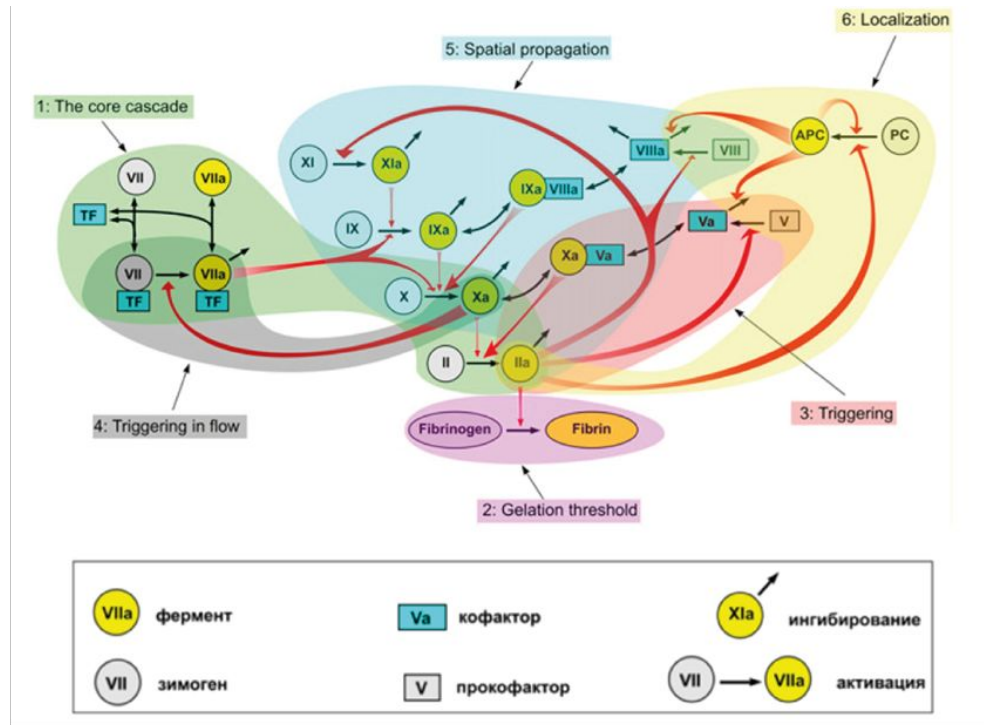 6: Localization
5: Spatial propagation
1: The core cascade
VII
VIIa
TF
XI
XIa
IXa VIIIa
VIIIa
VIII
APC
PC
IX
IXa
Xa Va
Va
V
VII
TF
VIIa
TF
X
Xa
II
IIa
4: Triggering in flow
3: Triggering
Fibrinogen
Fibrin
2: Gelation threshold
VIIa фермент
Va кофактор
XIa ингибирование
VII зимоген
V прокофактор
VII VIIa активация